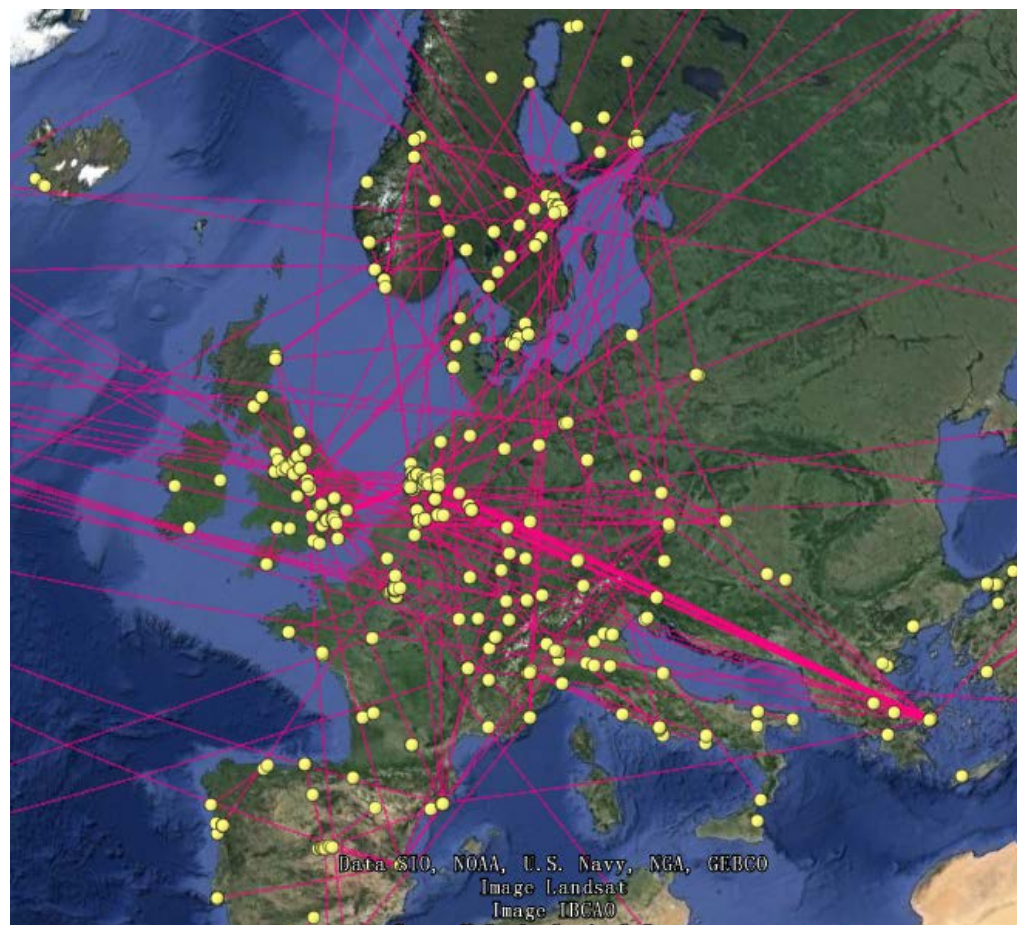 Data SIO, NOAA, U.S. Navy, NGA, GEBCO
Image Landsat
Image IBCAO